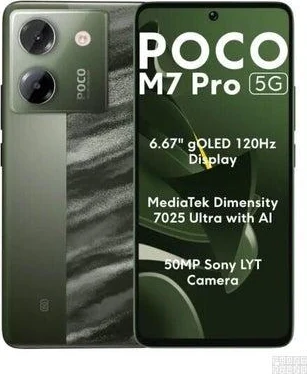 POCO
M7 Pro 5G
6.67" gOLED 120Hz
Display
MediaTek Dimensity
7025 Ultra with AI
50MP Sony LYT
Camera
POCO